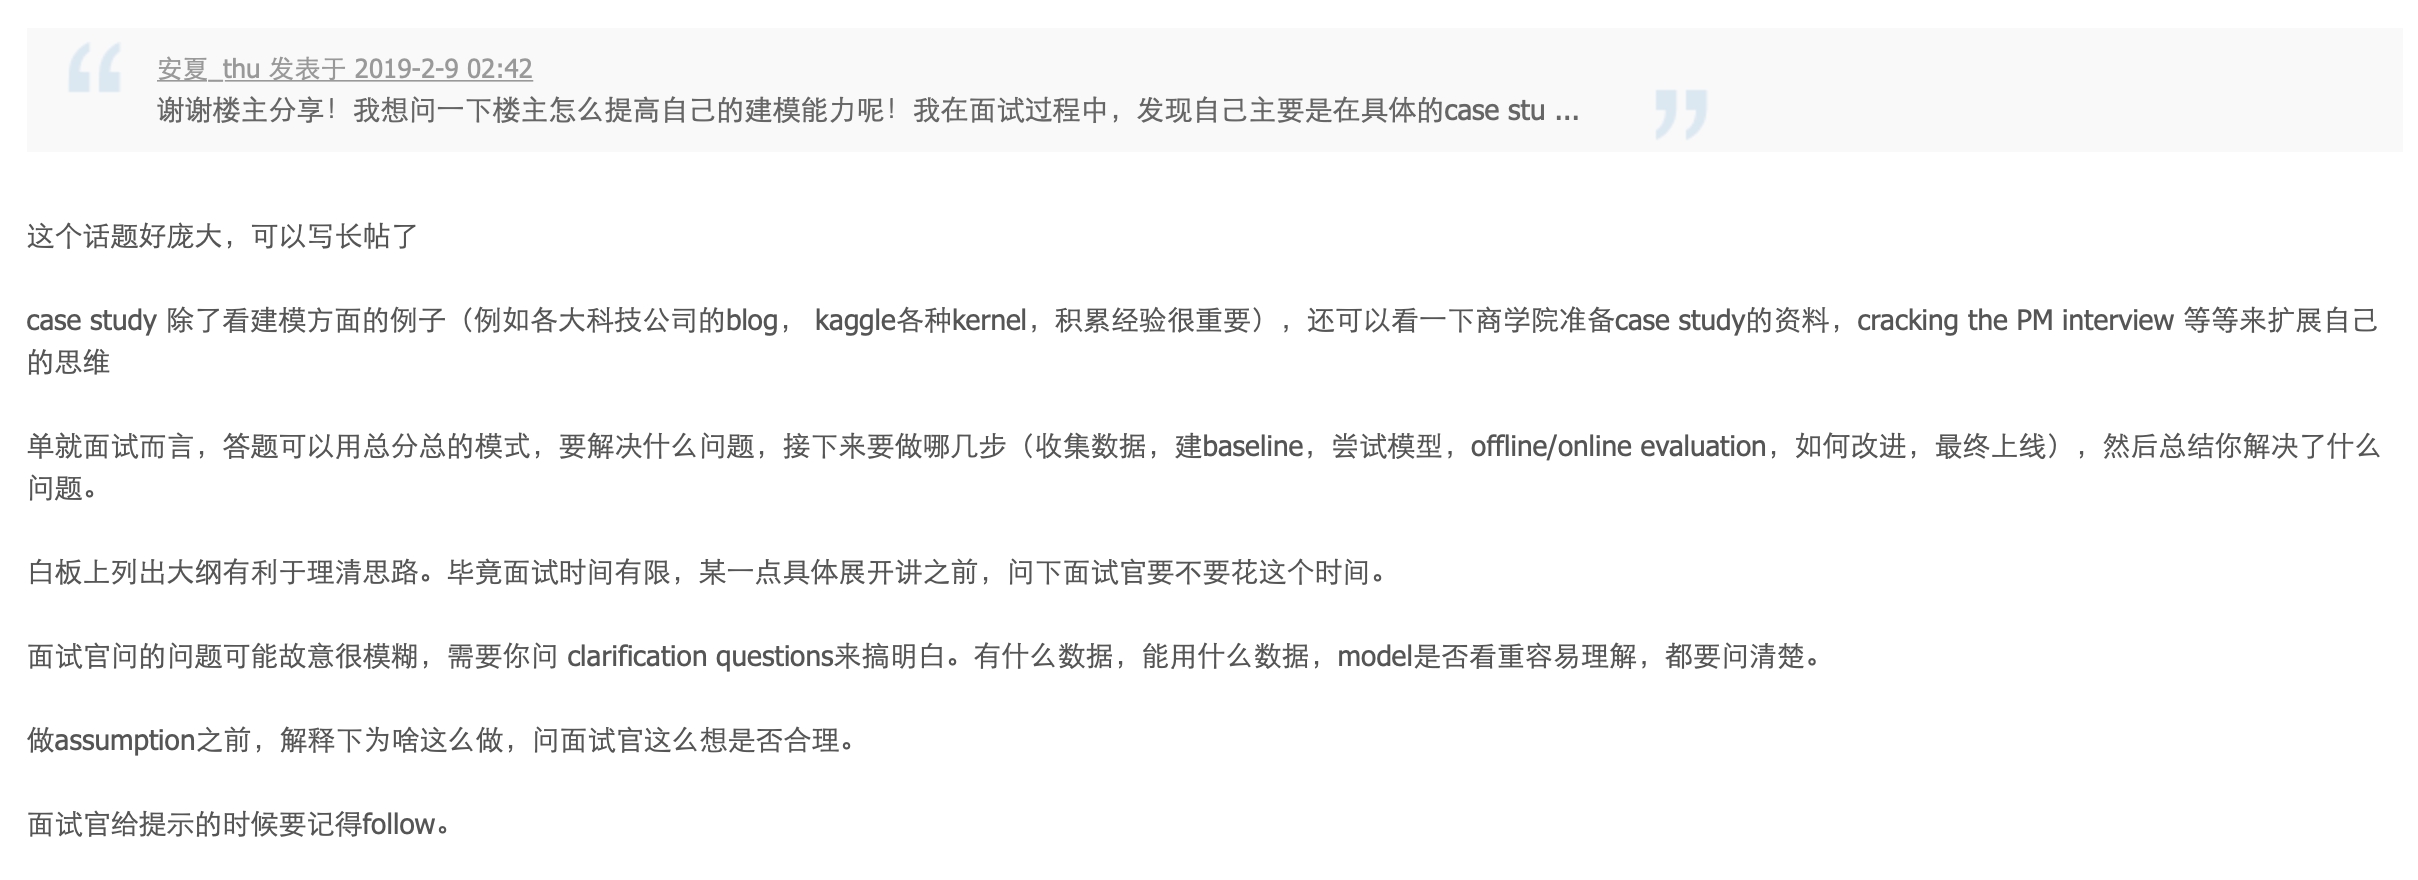 安夏_thu 发表于 2019-2-9 02:42
谢谢楼主分享！我想问一下楼主怎么提高自己的建模能力呢！我在面试过程中，发现自己主要是在具体的case stu ...
这个话题好庞大，可以写长帖了
case study 除了看建模方面的例子（例如各大科技公司的blog， kaggle各种kernel，积累经验很重要），还可以看一下商学院准备case study的资料，cracking the PM interview 等等来扩展自己
的思维
单就面试而言，答题可以用总分总的模式，要解决什么问题，接下来要做哪几步（收集数据，建baseline，尝试模型，offline/online evaluation，如何改进，最终上线），然后总结你解决了什么
问题。
白板上列出大纲有利于理清思路。毕竟面试时间有限，某一点具体展开讲之前，问下面试官要不要花这个时间。
面试官问的问题可能故意很模糊，需要你问 clarification questions来搞明白。有什么数据，能用什么数据，model是否看重容易理解，都要问清楚。
做assumption之前，解释下为啥这么做，问面试官这么想是否合理。
面试官给提示的时候要记得follow。